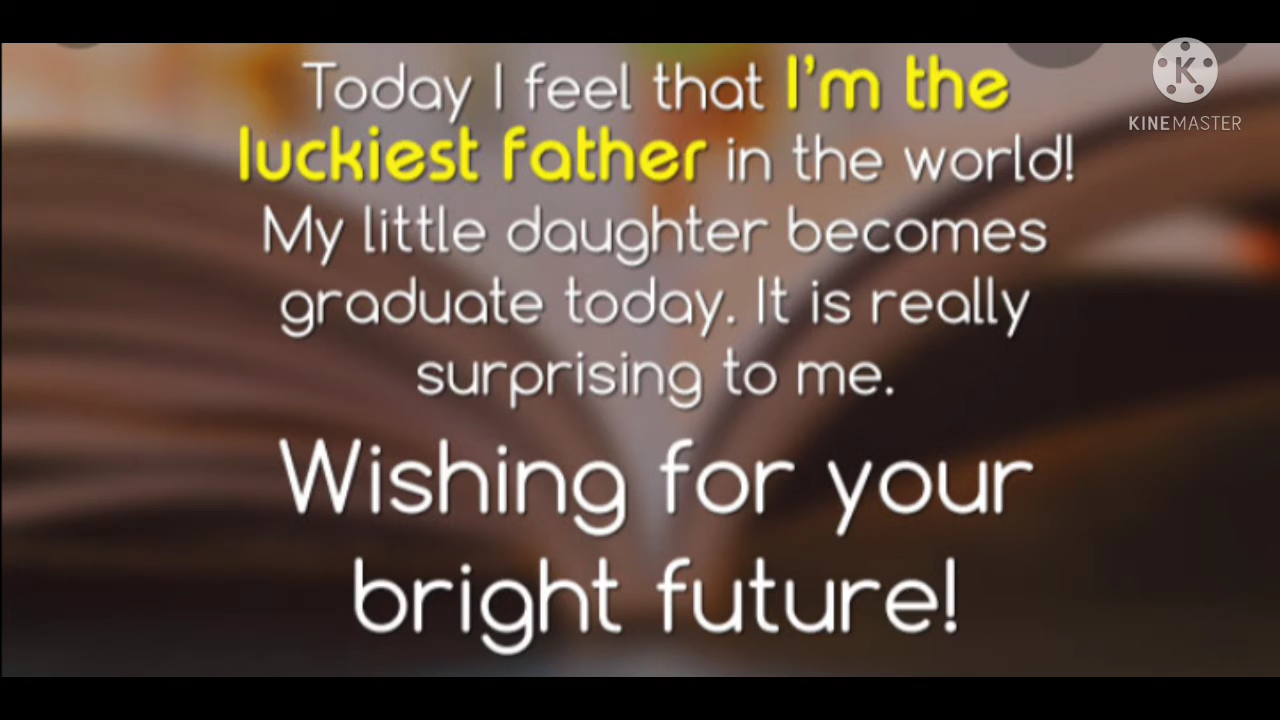 Today I feel that I'm the
luckiest father in the world!
My little daughter becomes
graduate today. It is really
surprising to me.
Wishing for your
bright future!
K
KINEMASTER